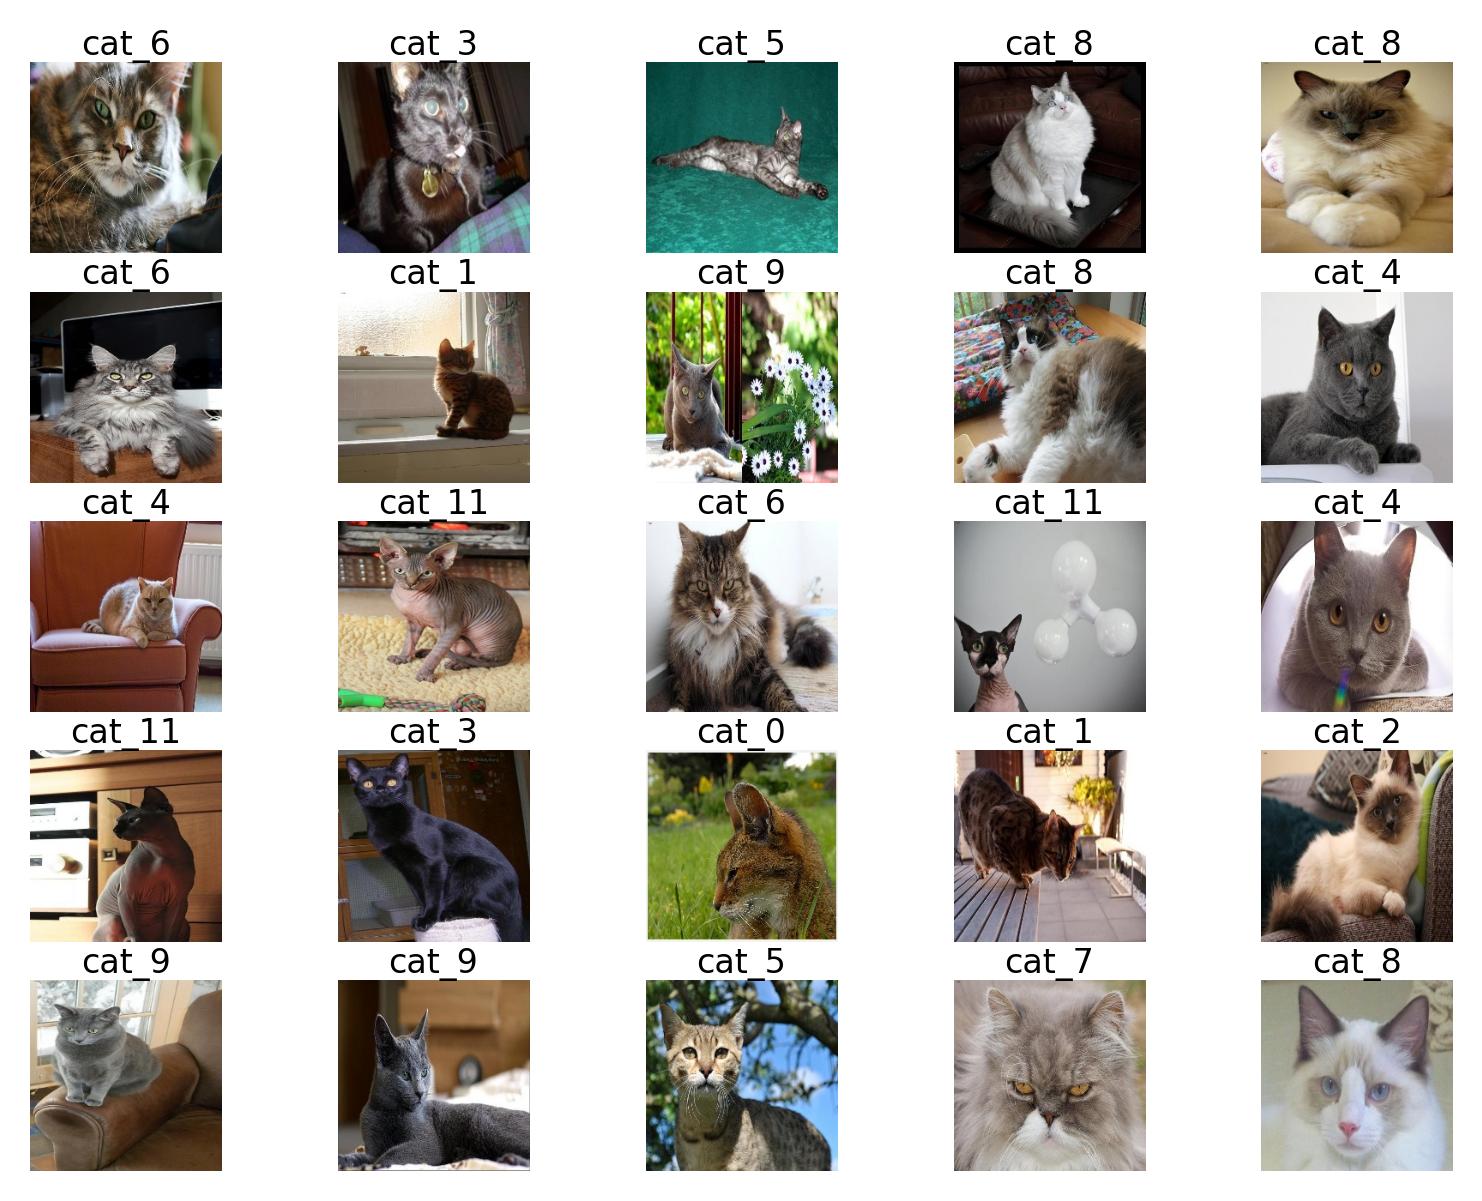 cat_6 cat_3 cat_5 cat_8 cat_8
cat_6 cat_1 cat_9 cat_8 cat_4
cat_4 cat_11 cat_6 cat_11 cat_4
cat_11 cat_3 cat_0 cat_1 cat_2
cat_9 cat_9 cat_5 cat_7 cat_8